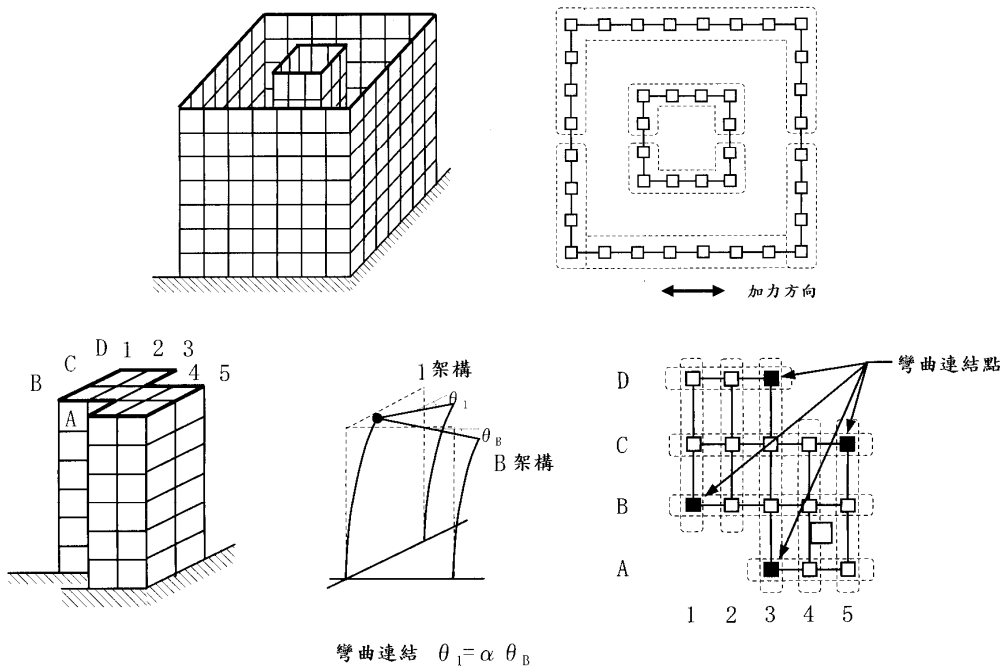 加力方向
D 1 2 3
C 4 5
B
A
1 架構
θ1
θB
B 架構
彎曲連結點
D
C
B
A
1 2 3 4 5
彎曲連結 θ1=α θB